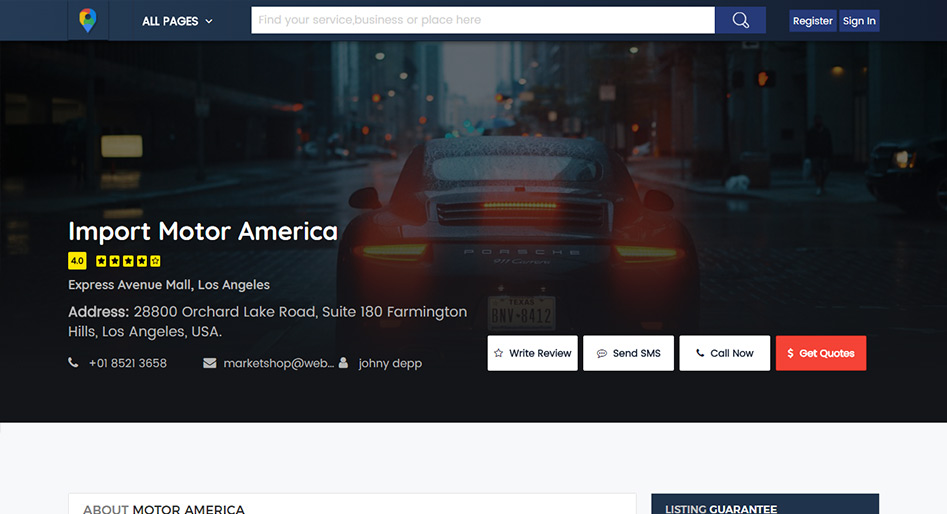 ALL PAGES
Find your service,business or place here
Register
Sign In
Import Motor America
4.0
Express Avenue Mall, Los Angeles
Address: 28800 Orchard Lake Road, Suite 180 Farmington
Hills, Los Angeles, USA.
+01 8521 3658
marketshop@web...
johny depp
PORSCHE
911 Carrera
TEXAS
BNV·8412
Write Review
Send SMS
Call Now
$ Get Quotes
ABOUT MOTOR AMERICA
LISTING GUARANTEE